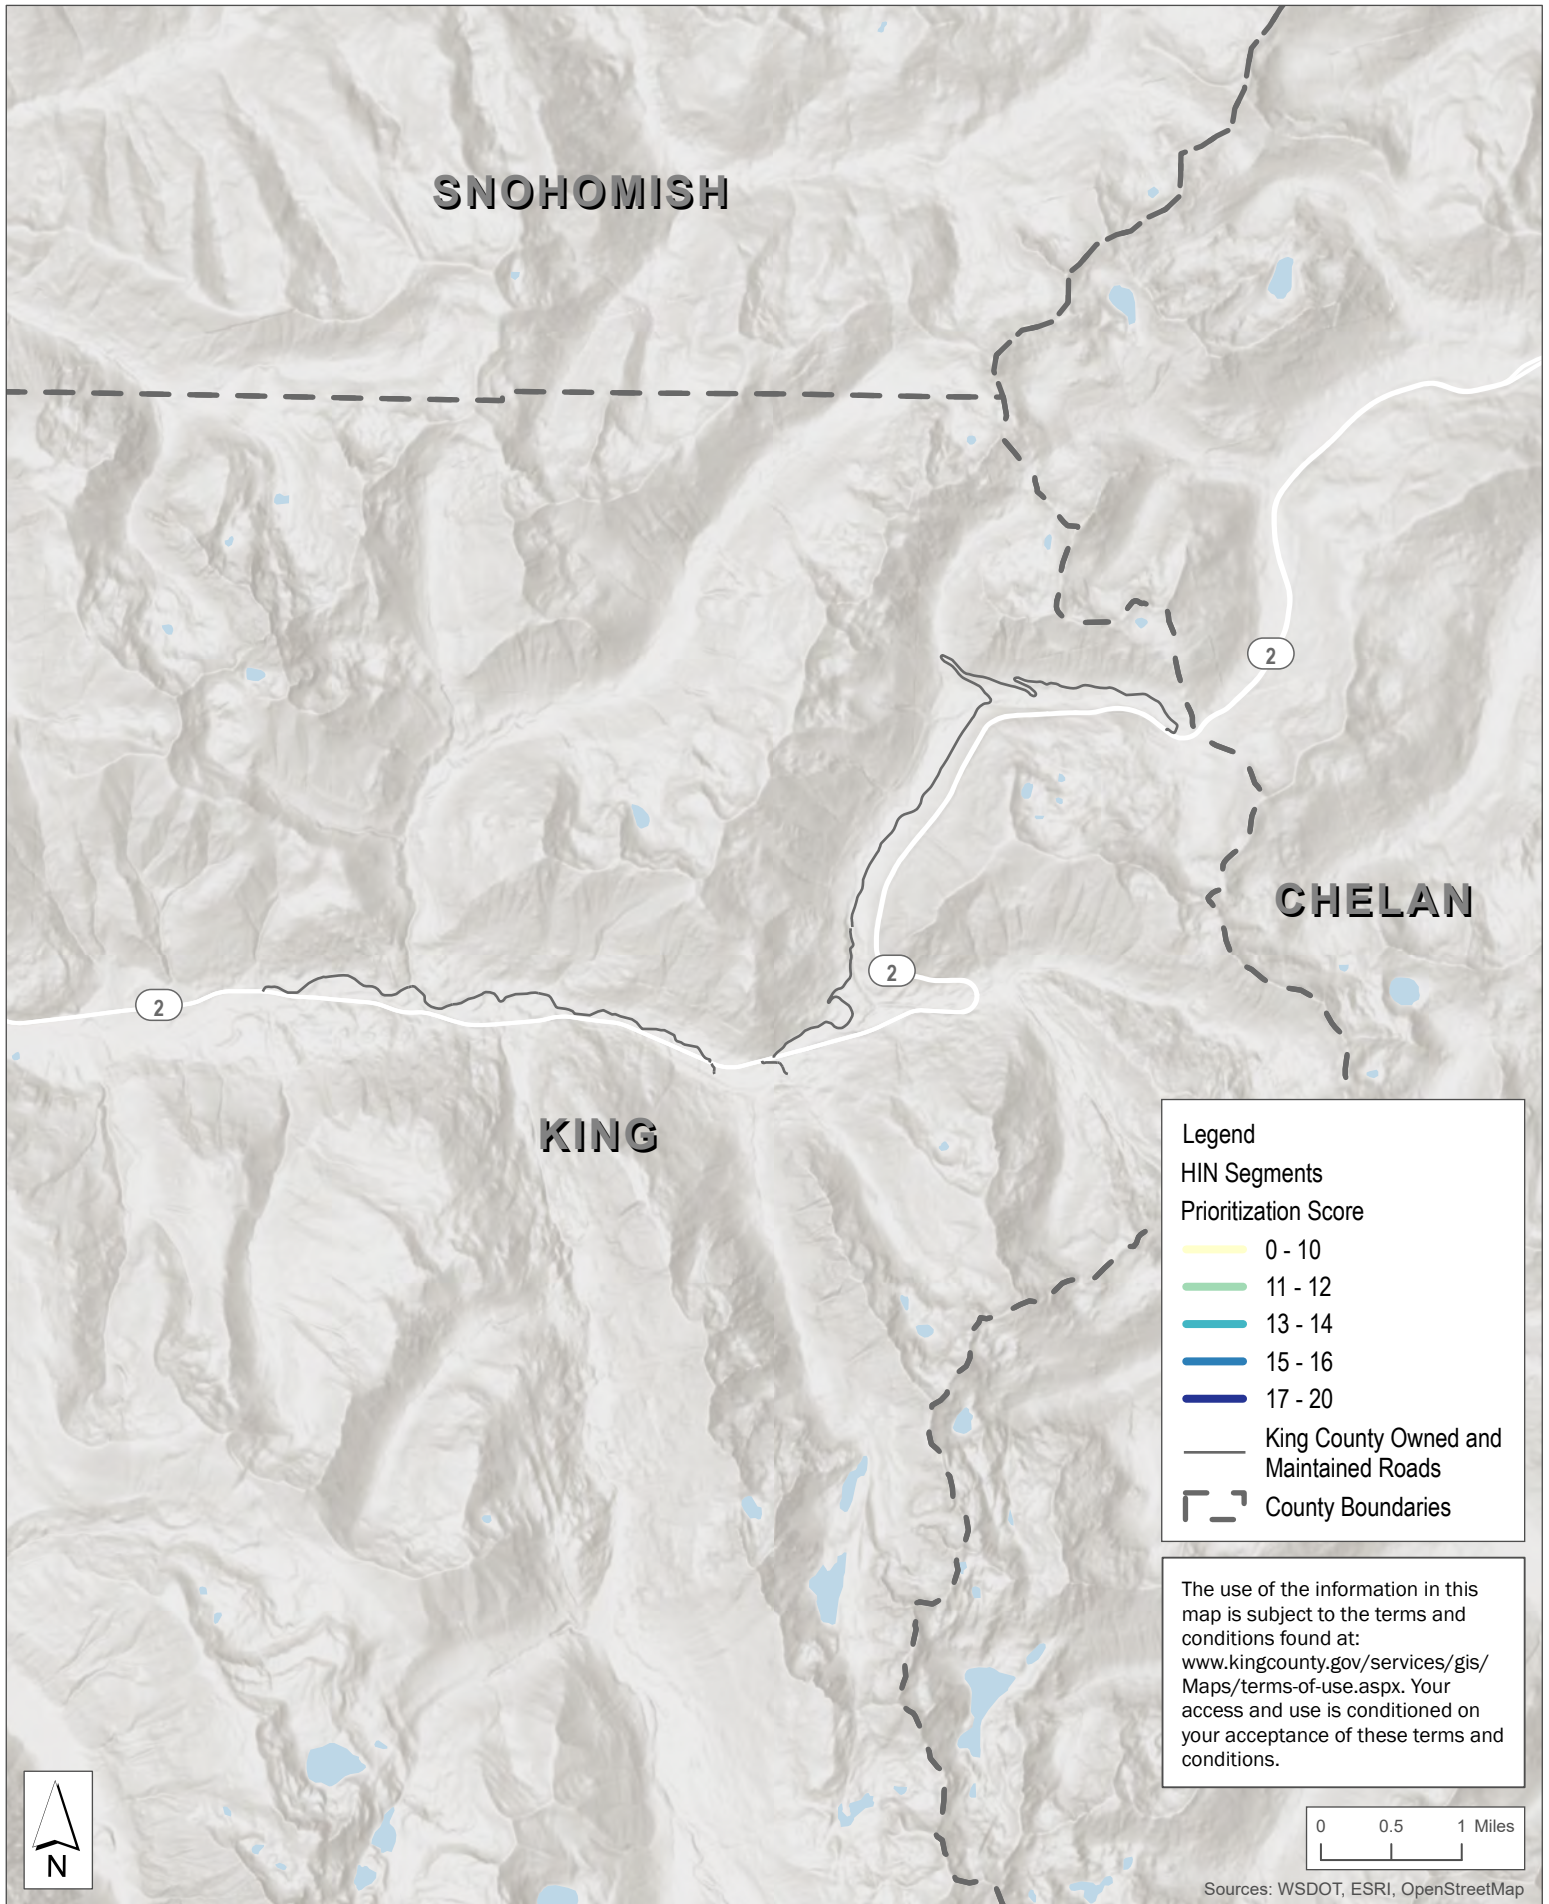 SNOHOMISH
2
CHELAN
2
2
KING
Legend
HIN Segments
Prioritization Score
0 - 10
11 - 12
13 - 14
15 - 16
17 - 20
King County Owned and
Maintained Roads
County Boundaries
The use of the information in this
map is subject to the terms and
conditions found at:
www.kingcounty.gov/services/gis/
Maps/terms-of-use.aspx. Your
access and use is conditioned on
your acceptance of these terms and
conditions.
N
0 0.5 1 Miles
Sources: WSDOT, ESRI, OpenStreetMap